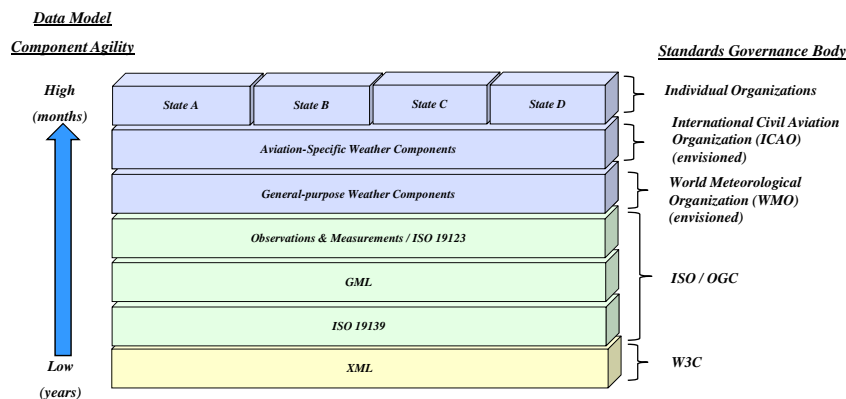 Data Model
Component Agility
Standards Governance Body
High
(months)
State A
State B
State C
State D
Individual Organizations
Aviation-Specific Weather Components
International Civil Aviation
Organization (ICAO)
(envisioned)
General-purpose Weather Components
World Meteorological
Organization (WMO)
(envisioned)
Observations & Measurements / ISO 19123
GML
ISO / OGC
ISO 19139
XML
W3C
Low
(years)